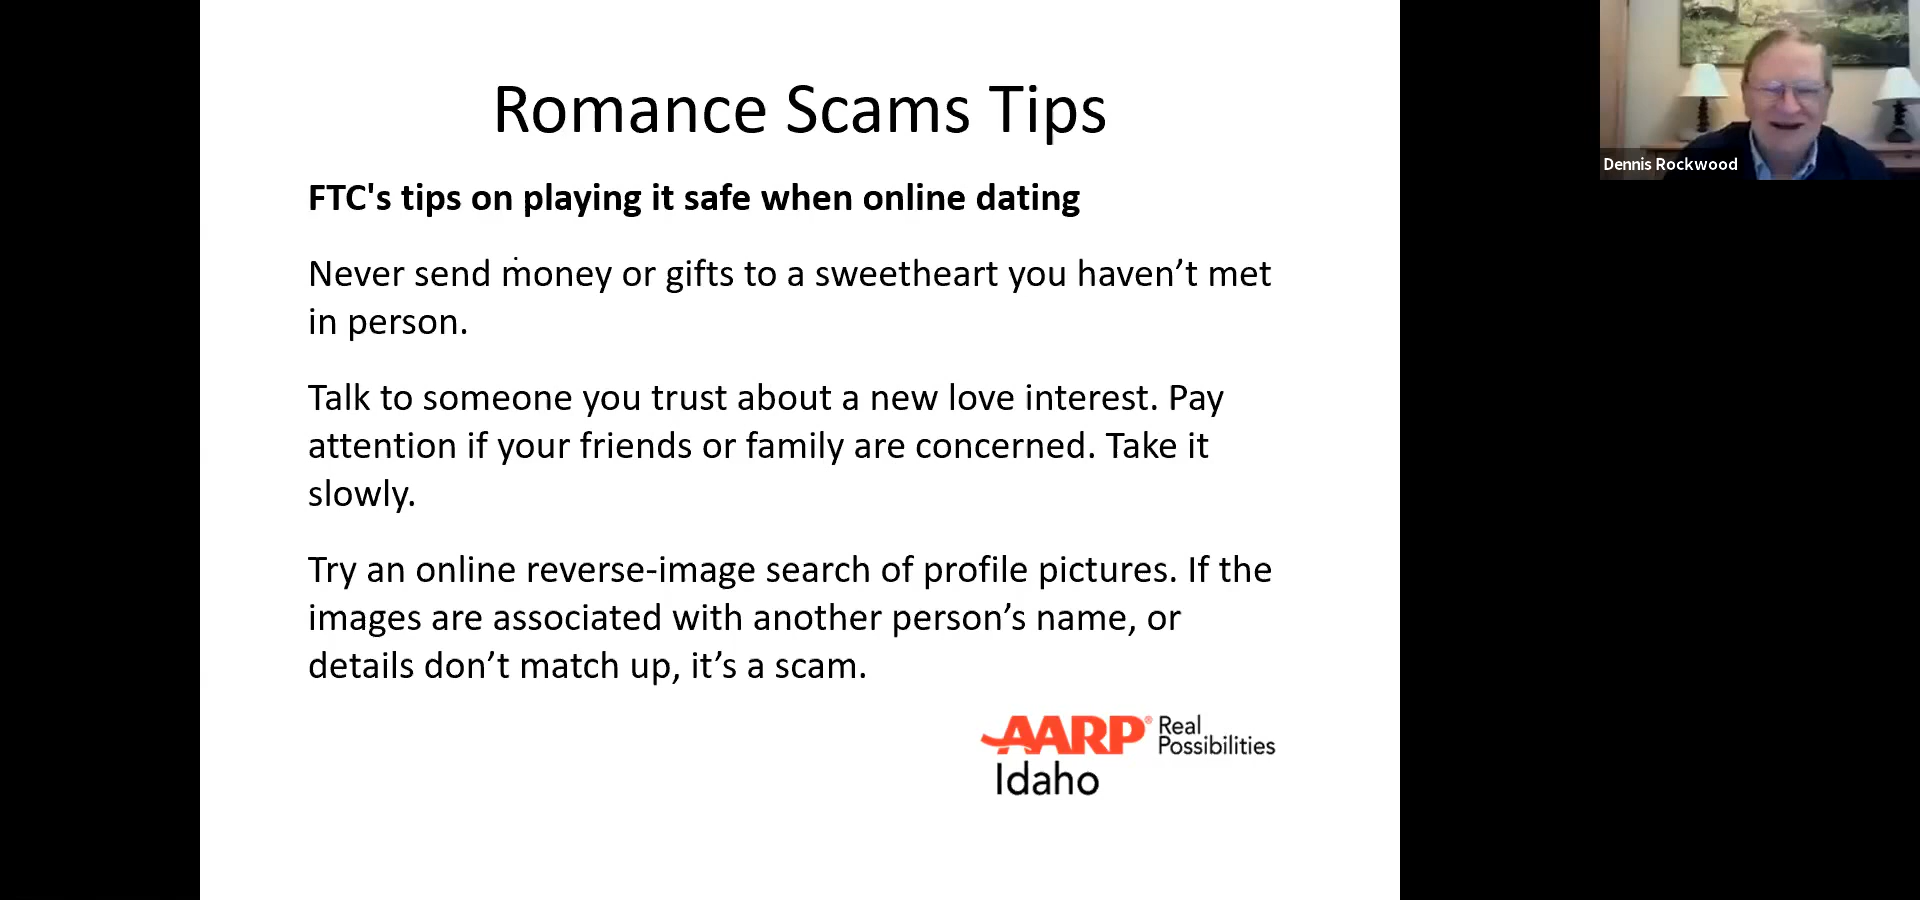 Romance Scams Tips
FTC's tips on playing it safe when online dating
Never send money or gifts to a sweetheart you haven’t met
in person.
Talk to someone you trust about a new love interest. Pay
attention if your friends or family are concerned. Take it
slowly.
Try an online reverse-image search of profile pictures. If the
images are associated with another person’s name, or
details don’t match up, it’s a scam.
AARP® Real
Possibilities
Idaho
Dennis Rockwood